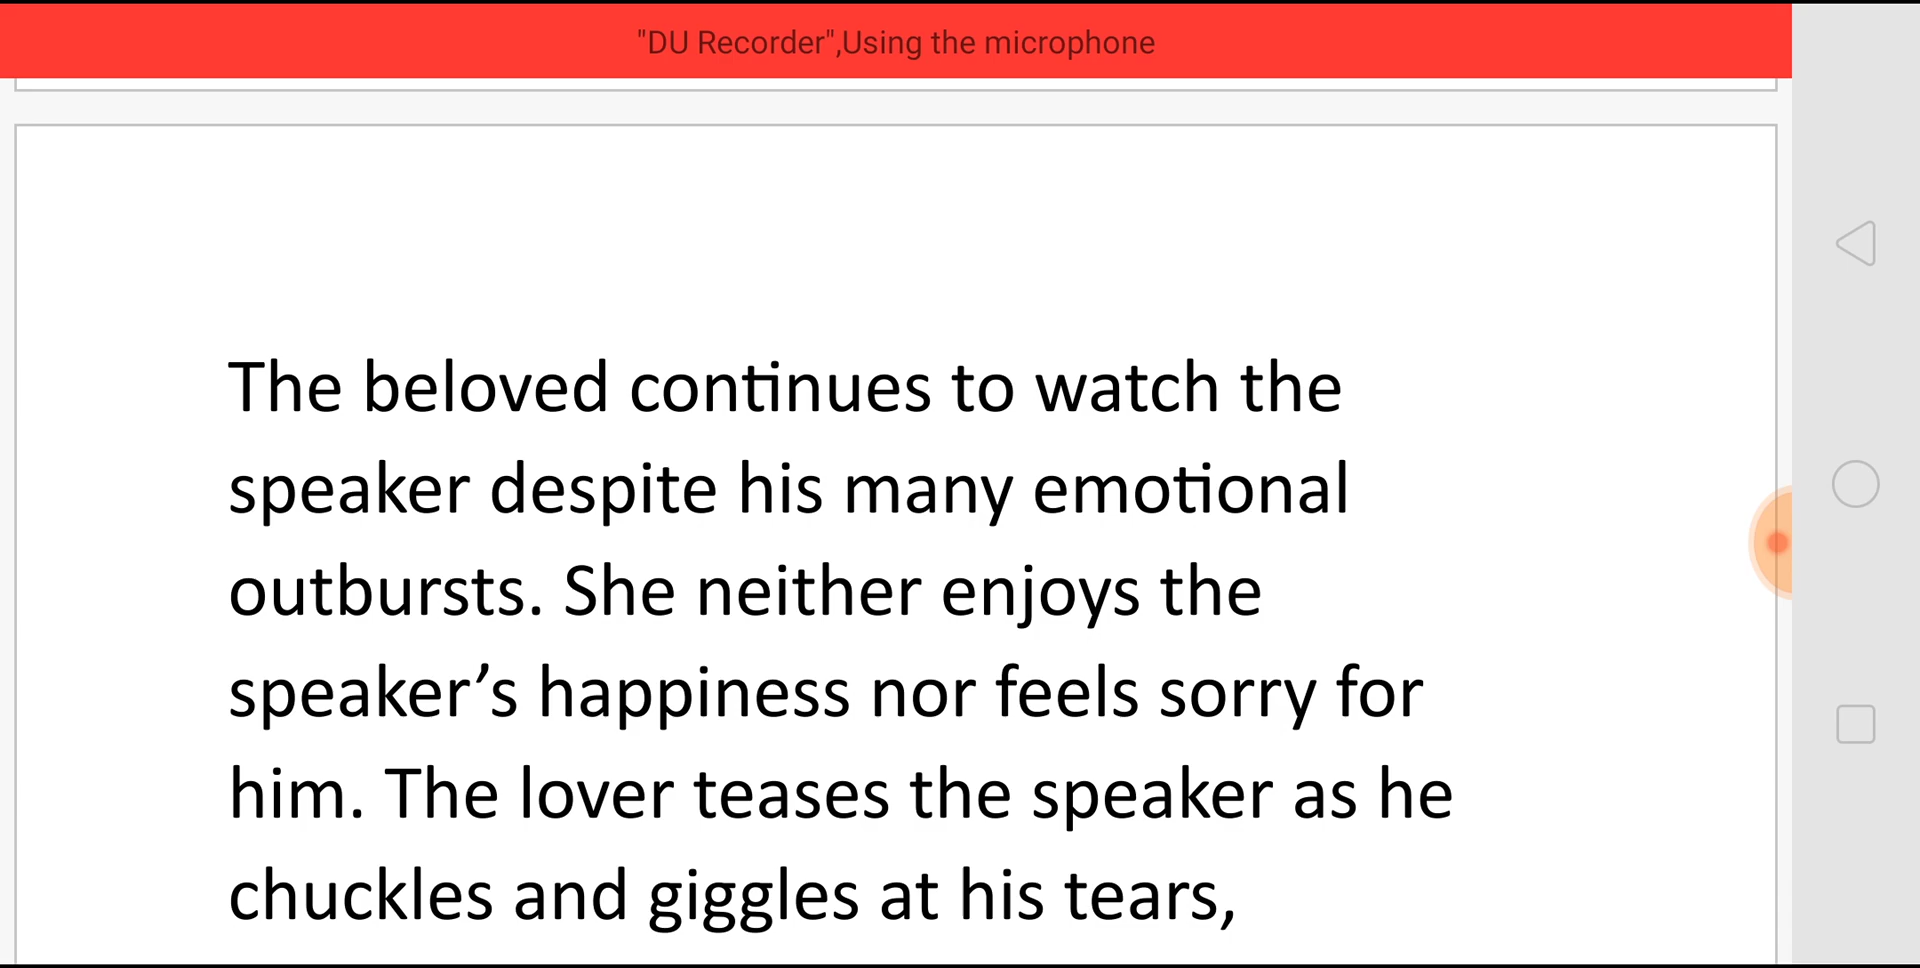 "DU Recorder",Using the microphone
The beloved continues to watch the
speaker despite his many emotional
outbursts. She neither enjoys the
speaker’s happiness nor feels sorry for
him. The lover teases the speaker as he
chuckles and giggles at his tears,